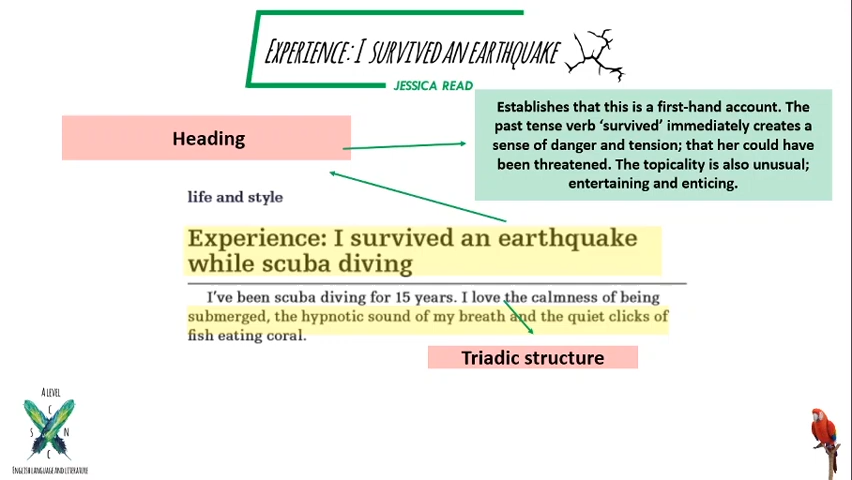 EXPERIENCE: I SURVIVED AN EARTHQUAKE
JESSICA READ
Heading
Establishes that this is a first-hand account. The
past tense verb ‘survived’ immediately creates a
sense of danger and tension; that her could have
been threatened. The topicality is also unusual;
entertaining and enticing.
life and style
Experience: I survived an earthquake
while scuba diving
I’ve been scuba diving for 15 years. I love the calmness of being
submerged, the hypnotic sound of my breath and the quiet clicks of
fish eating coral.
Triadic structure
A LEVEL
C
S N
C
ENGLISH LANGUAGE AND LITERATURE